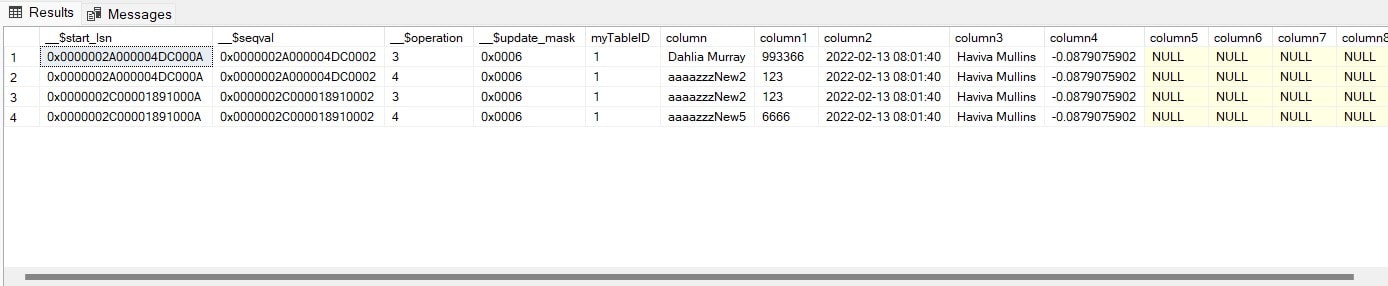 Results Messages
__$start_lsn __$seqval __$operation __$update_mask myTableID column column1 column2 column3 column4 column5 column6 column7 column8
1 0x0000002A000004DC000A 0x0000002A000004DC0002 3 0x0006 1 Dahlia Murray 993366 2022-02-13 08:01:40 Haviva Mullins -0.0879075902 NULL NULL NULL NULL
2 0x0000002A000004DC000A 0x0000002A000004DC0002 4 0x0006 1 aaaazzzNew2 123 2022-02-13 08:01:40 Haviva Mullins -0.0879075902 NULL NULL NULL NULL
3 0x0000002C00001891000A 0x0000002C000018910002 3 0x0006 1 aaaazzzNew2 123 2022-02-13 08:01:40 Haviva Mullins -0.0879075902 NULL NULL NULL NULL
4 0x0000002C00001891000A 0x0000002C000018910002 4 0x0006 1 aaaazzzNew5 6666 2022-02-13 08:01:40 Haviva Mullins -0.0879075902 NULL NULL NULL NULL